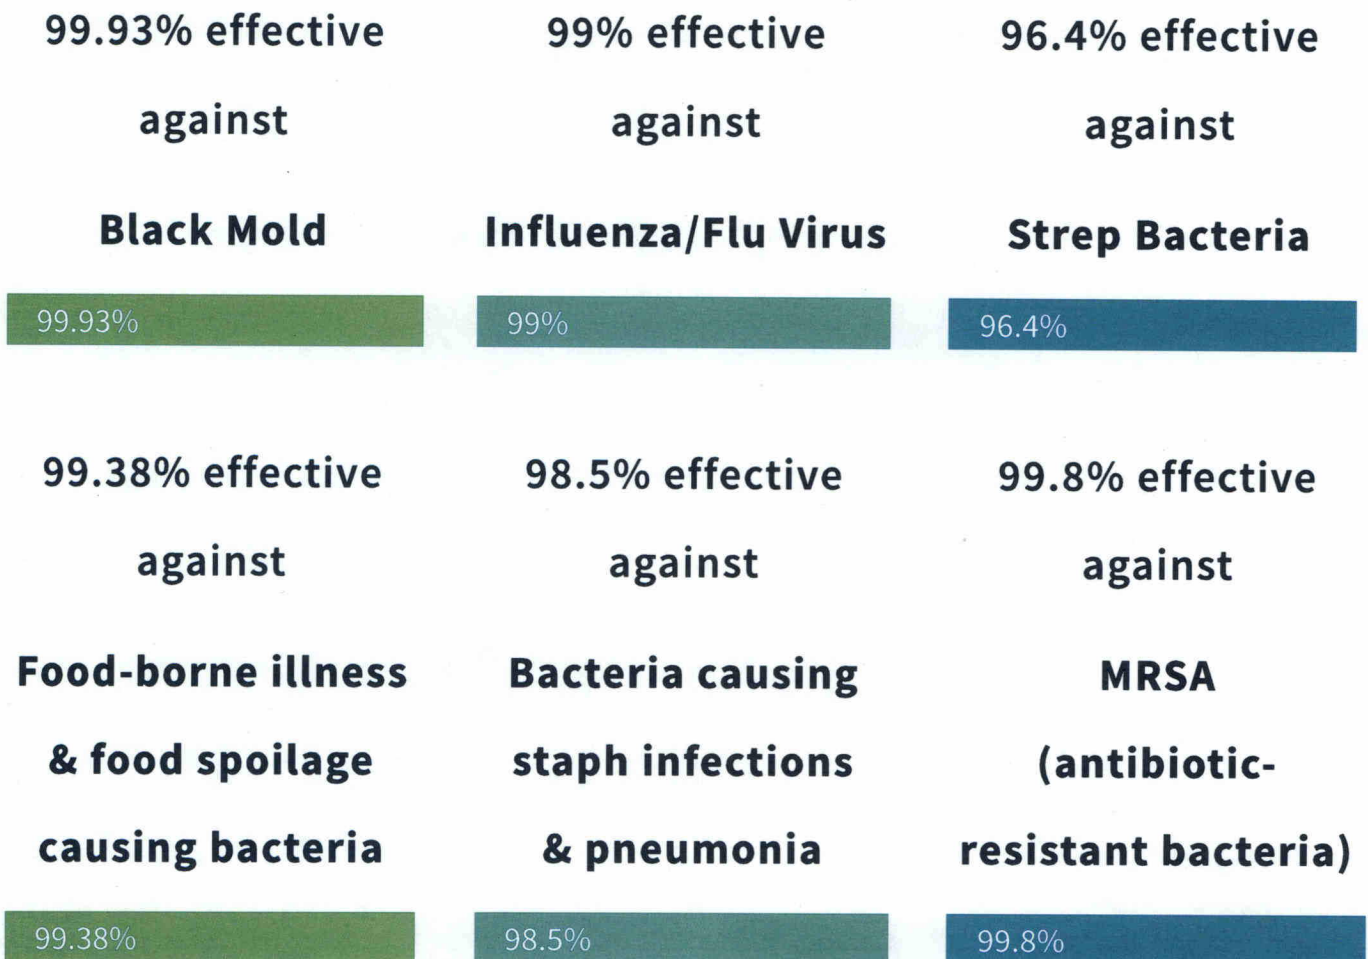 99.93% effective
against
Black Mold
99.93%
99% effective
against
Influenza/Flu Virus
99%
96.4% effective
against
Strep Bacteria
96.4%
99.38% effective
against
Food-borne illness
& food spoilage
causing bacteria
99.38%
98.5% effective
against
Bacteria causing
staph infections
& pneumonia
98.5%
99.8% effective
against
MRSA
(antibiotic-
resistant bacteria)
99.8%